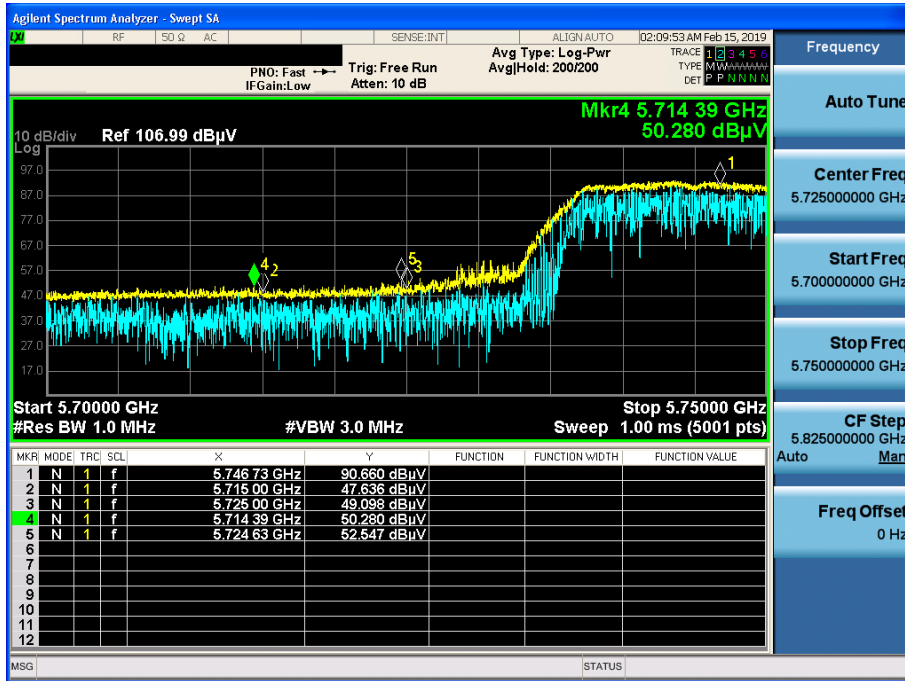 Agilent Spectrum Analyzer - Swept SA
LXI RF 50 Ω AC SENSE:INT ALIGN AUTO 02:09:53 AM Feb 15, 2019
PNO: Fast Trig: Free Run Avg Type: Log-Pwr TRACE 1 2 3 4 5 6
IFGain:Low Atten: 10 dB Avg|Hold: 200/200 TYPE MWWWWW
DET P P N N N N
Mkr4 5.714 39 GHz
50.280 dBµV
10 dB/div Ref 106.99 dBµV
Log
97.0
87.0
77.0
67.0
57.0
47.0
37.0
27.0
17.0
1
4 2
5 3
Start 5.70000 GHz Stop 5.75000 GHz
#Res BW 1.0 MHz #VBW 3.0 MHz Sweep 1.00 ms (5001 pts)
MKR MODE TRC SCL X Y FUNCTION FUNCTION WIDTH FUNCTION VALUE
1 N 1 f 5.746 73 GHz 90.660 dBµV
2 N 1 f 5.715 00 GHz 47.636 dBµV
3 N 1 f 5.725 00 GHz 49.098 dBµV
4 N 1 f 5.714 39 GHz 50.280 dBµV
5 N 1 f 5.724 63 GHz 52.547 dBµV
6
7
8
9
10
11
12
MSG STATUS
Frequency
Auto Tune
Center Freq
5.725000000 GHz
Start Freq
5.700000000 GHz
Stop Freq
5.750000000 GHz
CF Step
5.825000000 GHz
Auto Man
Freq Offset
0 Hz